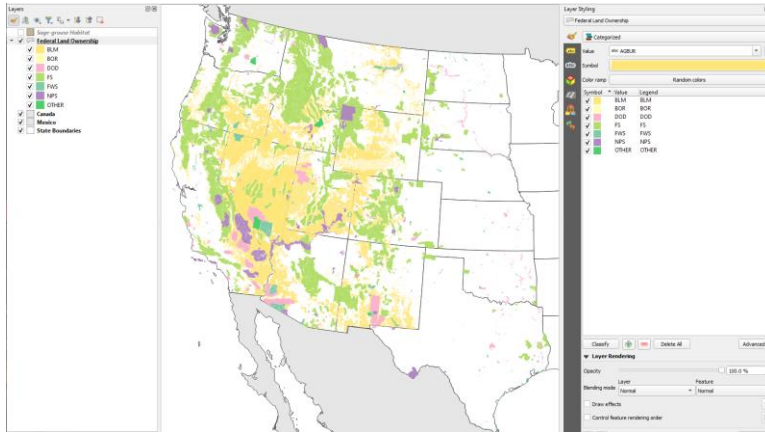 Layers
Sage-grouse Habitat
Federal Land Ownership
BLM
BOR
DOD
FS
FWS
NPS
OTHER
Canada
Mexico
State Boundaries
Layer Styling
Federal Land Ownership
Categorized
Value abc AGBUR
Symbol
Color ramp Random colors
Symbol Value Legend
BLM BLM
BOR BOR
DOD DOD
FS FS
FWS FWS
NPS NPS
OTHER OTHER
Classify Delete All Advanced
Layer Rendering
Opacity 100.0 %
Layer Feature
Blending mode Normal Normal
Draw effects
Control feature rendering order